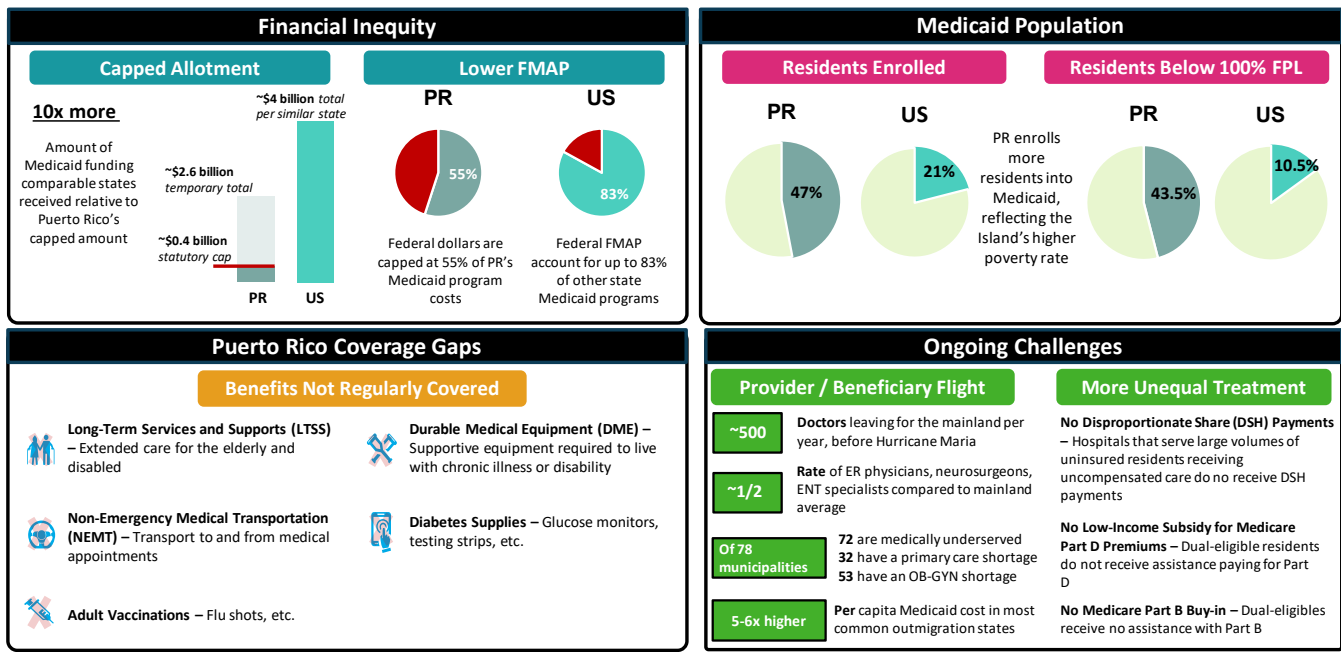 Financial Inequity
Capped Allotment
10x more
Amount of
Medicaid funding
comparable states
received relative to
Puerto Rico's
capped amount
~$4 billion total
per similar state
~$2.6 billion
temporary total
~$0.4 billion
statutory cap
PR
US
Lower FMAP
PR
55%
Federal dollars are
capped at 55% of PR's
Medicaid program
costs
US
83%
Federal FMAP
account for up to 83%
of other state
Medicaid programs
Medicaid Population
Residents Enrolled
PR
47%
US
21%
PR enrolls
more
residents into
Medicaid,
reflecting the
Island's higher
poverty rate
Residents Below 100% FPL
PR
43.5%
US
10.5%
Puerto Rico Coverage Gaps
Benefits Not Regularly Covered
Long-Term Services and Supports (LTSS)
– Extended care for the elderly and
disabled
Durable Medical Equipment (DME) –
Supportive equipment required to live
with chronic illness or disability
Non-Emergency Medical Transportation
(NEMT) – Transport to and from medical
appointments
Diabetes Supplies – Glucose monitors,
testing strips, etc.
Adult Vaccinations – Flu shots, etc.
Ongoing Challenges
Provider / Beneficiary Flight
~500
Doctors leaving for the mainland per
year, before Hurricane Maria
~1/2
Rate of ER physicians, neurosurgeons,
ENT specialists compared to mainland
average
Of 78
municipalities
72 are medically underserved
32 have a primary care shortage
53 have an OB-GYN shortage
5-6x higher
Per capita Medicaid cost in most
common outmigration states
More Unequal Treatment
No Disproportionate Share (DSH) Payments
– Hospitals that serve large volumes of
uninsured residents receiving
uncompensated care do no receive DSH
payments
No Low-Income Subsidy for Medicare
Part D Premiums – Dual-eligible residents
do not receive assistance paying for Part
D
No Medicare Part B Buy-in – Dual-eligibles
receive no assistance with Part B